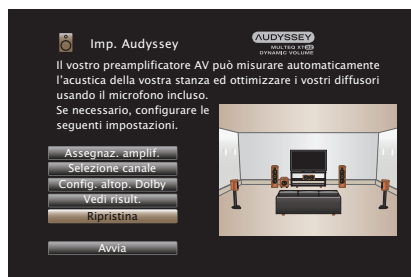 Imp. Audyssey
AUDYSSEY
MULTEQ XT32
DYNAMIC VOLUME
Il vostro preamplificatore AV può misurare automaticamente
l'acustica della vostra stanza ed ottimizzare i vostri diffusori
usando il microfono incluso.
Se necessario, configurare le
seguenti impostazioni.
Assegnaz. amplif.
Selezione canale
Config. altop. Dolby
Vedi risult.
Ripristina
Avvia